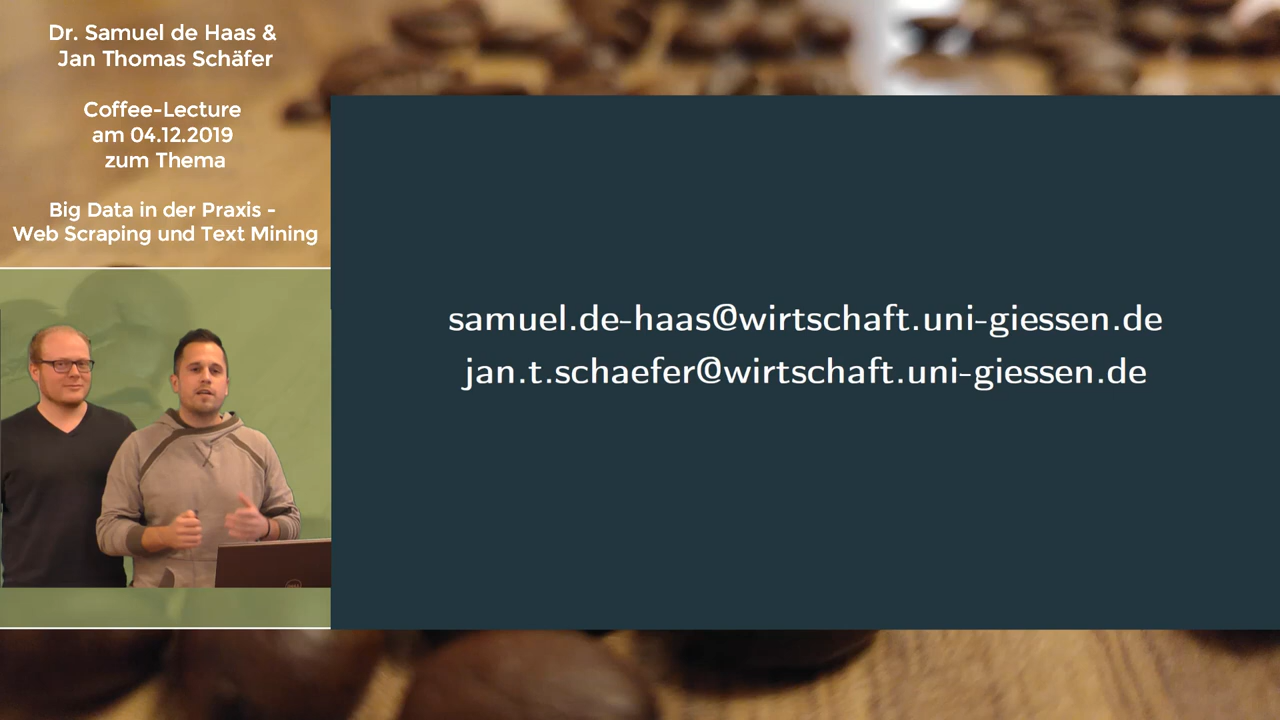 Dr. Samuel de Haas &
Jan Thomas Schäfer
Coffee-Lecture
am 04.12.2019
zum Thema
Big Data in der Praxis -
Web Scraping und Text Mining
samuel.de-haas@wirtschaft.uni-giessen.de
jan.t.schaefer@wirtschaft.uni-giessen.de